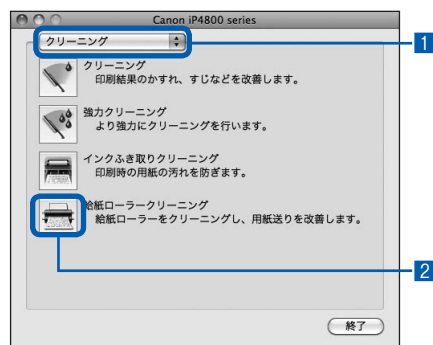 Canon iP4800 series
クリーニング
1
クリーニング
印刷結果のかすれ、すじなどを改善します。
強力クリーニング
より強力にクリーニングを行います。
インクふき取りクリーニング
印刷時の用紙の汚れを防ぎます。
給紙ローラークリーニング
給紙ローラーをクリーニングし、用紙送りを改善します。
2
終了